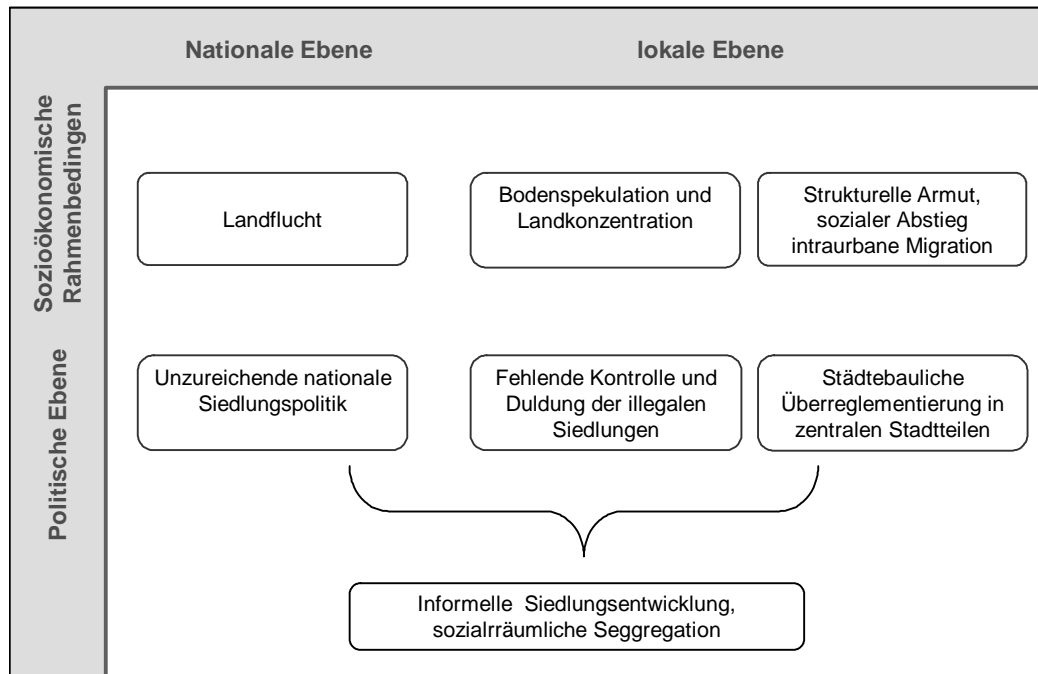 Nationale Ebene
lokale Ebene
Sozioökonomische
Rahmenbedingen
Landflucht
Bodenspekulation und
Landkonzentration
Strukturelle Armut,
sozialer Abstieg
intraurbane Migration
Politische Ebene
Unzureichende nationale
Siedlungspolitik
Fehlende Kontrolle und
Duldung der illegalen
Siedlungen
Städtebauliche
Überreglementierung in
zentralen Stadtteilen
Informelle Siedlungsentwicklung,
sozialrräumliche Seggregation